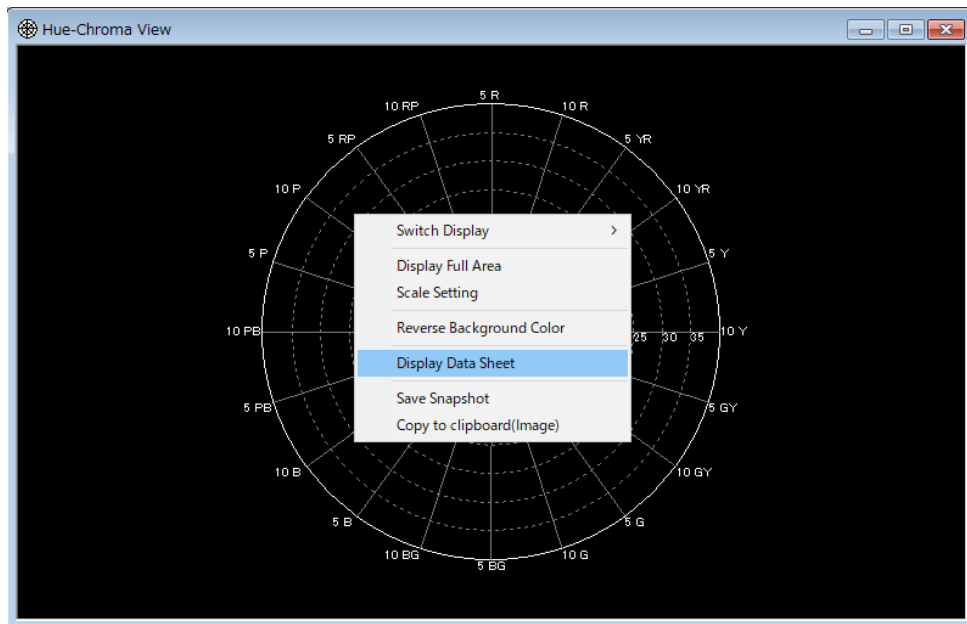 Hue-Chroma View
5 R
10 RP
10 R
5 RP
5 YR
10 P
10 YR
Switch Display
5 P
5 Y
Display Full Area
Scale Setting
Reverse Background Color
10 PB
25 30 35 10 Y
Display Data Sheet
Save Snapshot
5 PB
5 GY
Copy to clipboard(Image)
10 B
10 GY
5 B
5 G
10 BG
10 G
5 BG